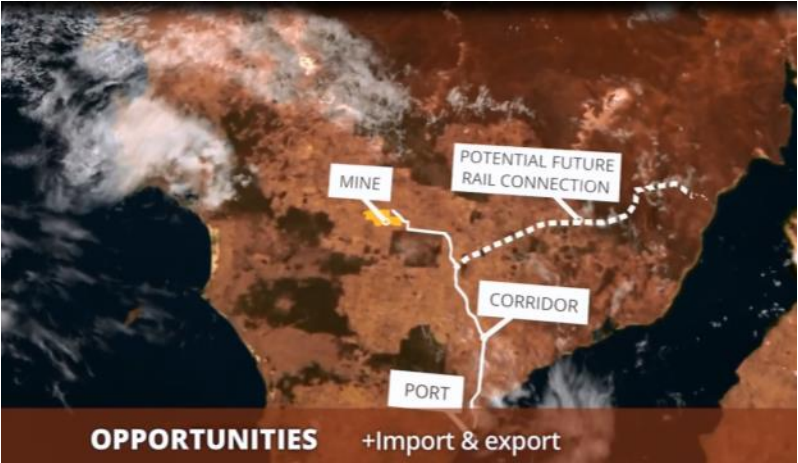 MINE
POTENTIAL FUTURE
RAIL CONNECTION
CORRIDOR
PORT
OPPORTUNITIES +Import & export